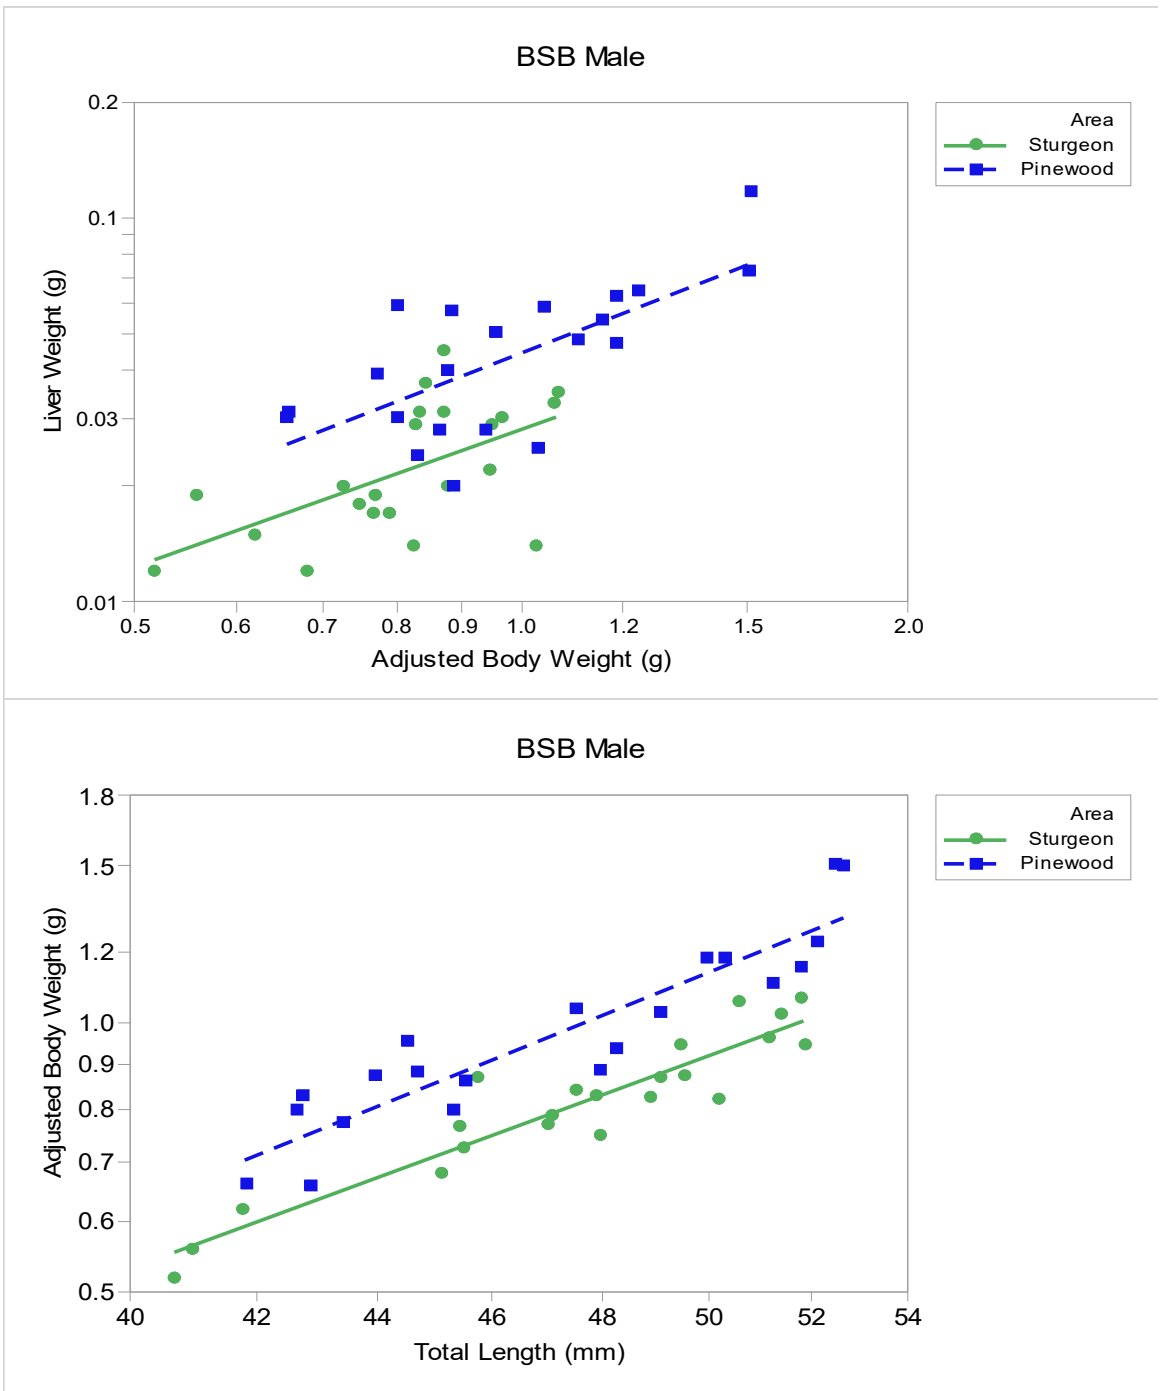 BSB Male
0.2
0.1
0.03
0.01
Liver Weight (g)
0.5 0.6 0.7 0.8 0.9 1.0 1.2 1.5 2.0
Adjusted Body Weight (g)
Area
Sturgeon
Pinewood
BSB Male
1.8
1.5
1.2
1.0
0.9
0.8
0.7
0.6
0.5
Adjusted Body Weight (g)
40 42 44 46 48 50 52 54
Total Length (mm)
Area
Sturgeon
Pinewood